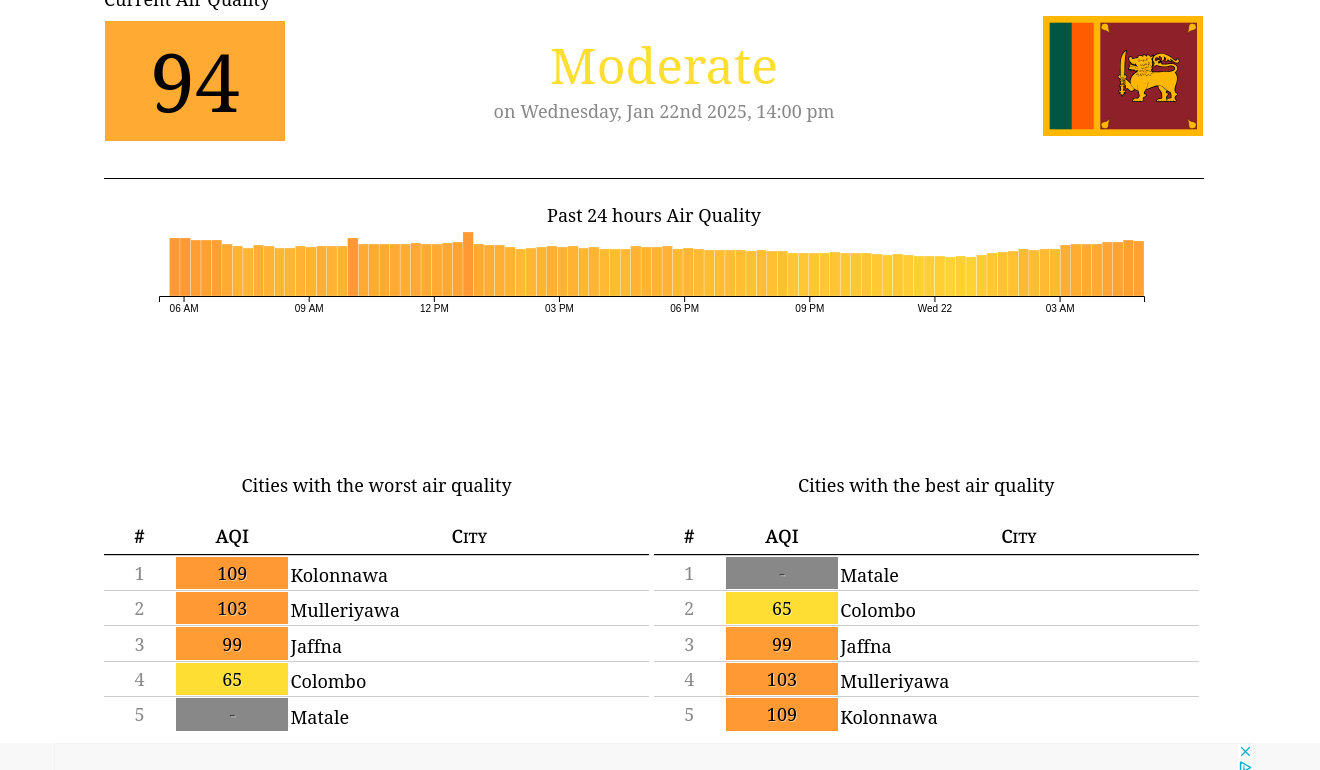 Current Air Quality
94
Moderate
on Wednesday, Jan 22nd 2025, 14:00 pm
Past 24 hours Air Quality
06 AM 09 AM 12 PM 03 PM 06 PM 09 PM Wed 22 03 AM
Cities with the worst air quality
# AQI City
1 109 Kolonnawa
2 103 Mulleriyawa
3 99 Jaffna
4 65 Colombo
5 - Matale
Cities with the best air quality
# AQI City
1 - Matale
2 65 Colombo
3 99 Jaffna
4 103 Mulleriyawa
5 109 Kolonnawa